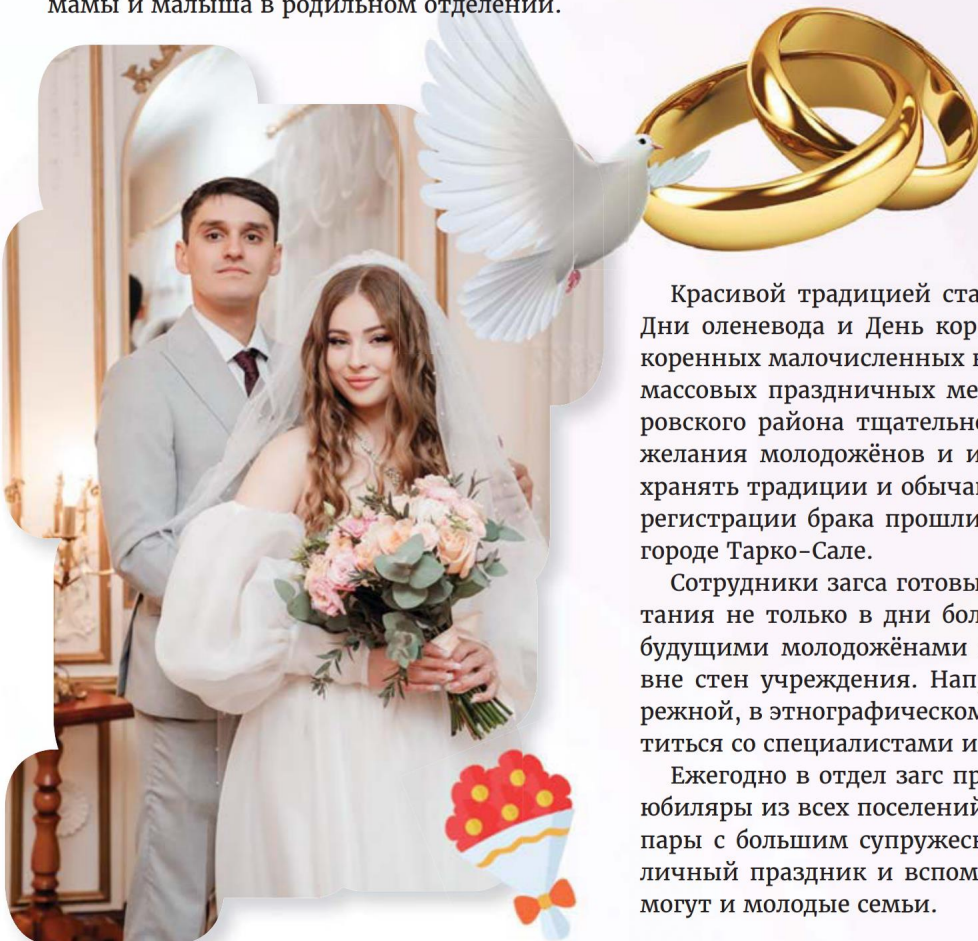 мамы и малыша в родильном отделении.
Красивой традицией ста
Дни оленевода и День кор
коренных малочисленных
массовых праздничных ме
ровского района тщательно
желания молодожёнов и и
хранять традиции и обычаи
регистрации брака прошли
городе Тарко-Сале.
Сотрудники загса готовы
тания не только в дни бол
будущими молодожёнами
вне стен учреждения. Нап
режной, в этнографическом
титься со специалистами и
Ежегодно в отдел загс пр
юбиляры из всех поселений
пары с большим супружесь
личный праздник и вспом
могут и молодые семьи.